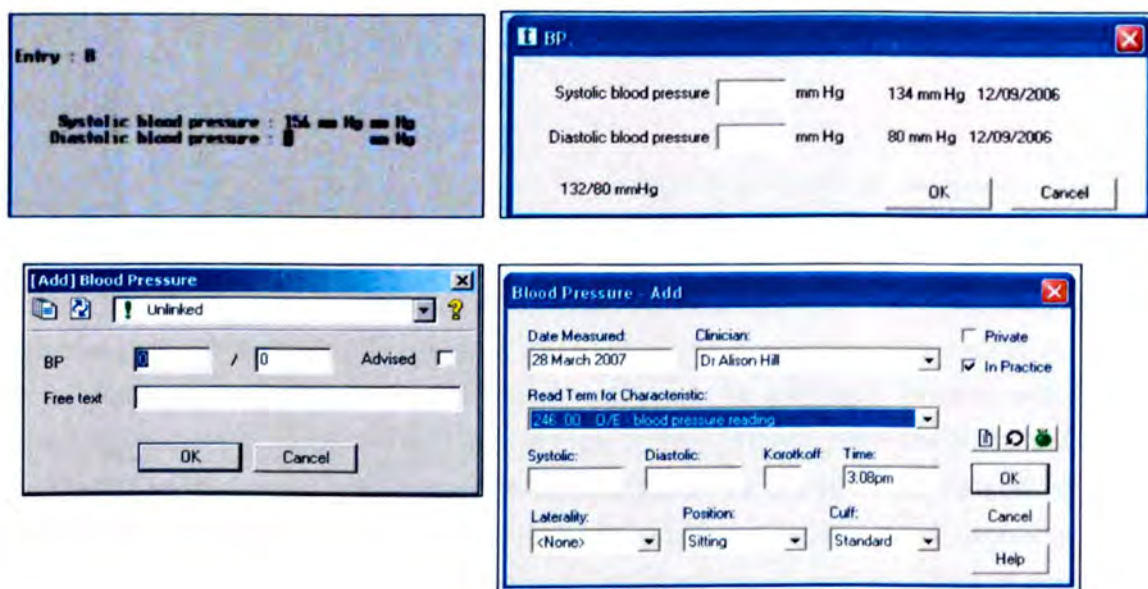 Entry : B
Systolic blood pressure : 154 mm Hg mm Hg
Diastolic blood pressure : mm Hg
BP
Systolic blood pressure mm Hg 134 mm Hg 12/09/2006
Diastolic blood pressure mm Hg 80 mm Hg 12/09/2006
132/80 mmHg OK Cancel
[Add] Blood Pressure
! Unlinked ?
BP 0 / 0 Advised
Free text
OK Cancel
Blood Pressure - Add
Date Measured: Clinician: Private
28 March 2007 Dr Alison Hill In Practice
Read Term for Characteristic:
246..00 O/E - blood pressure reading
Systolic: Diastolic: Korotkoff: Time:
3.08pm OK
Laterality: Position: Cuff: Cancel
<None> Sitting Standard
Help